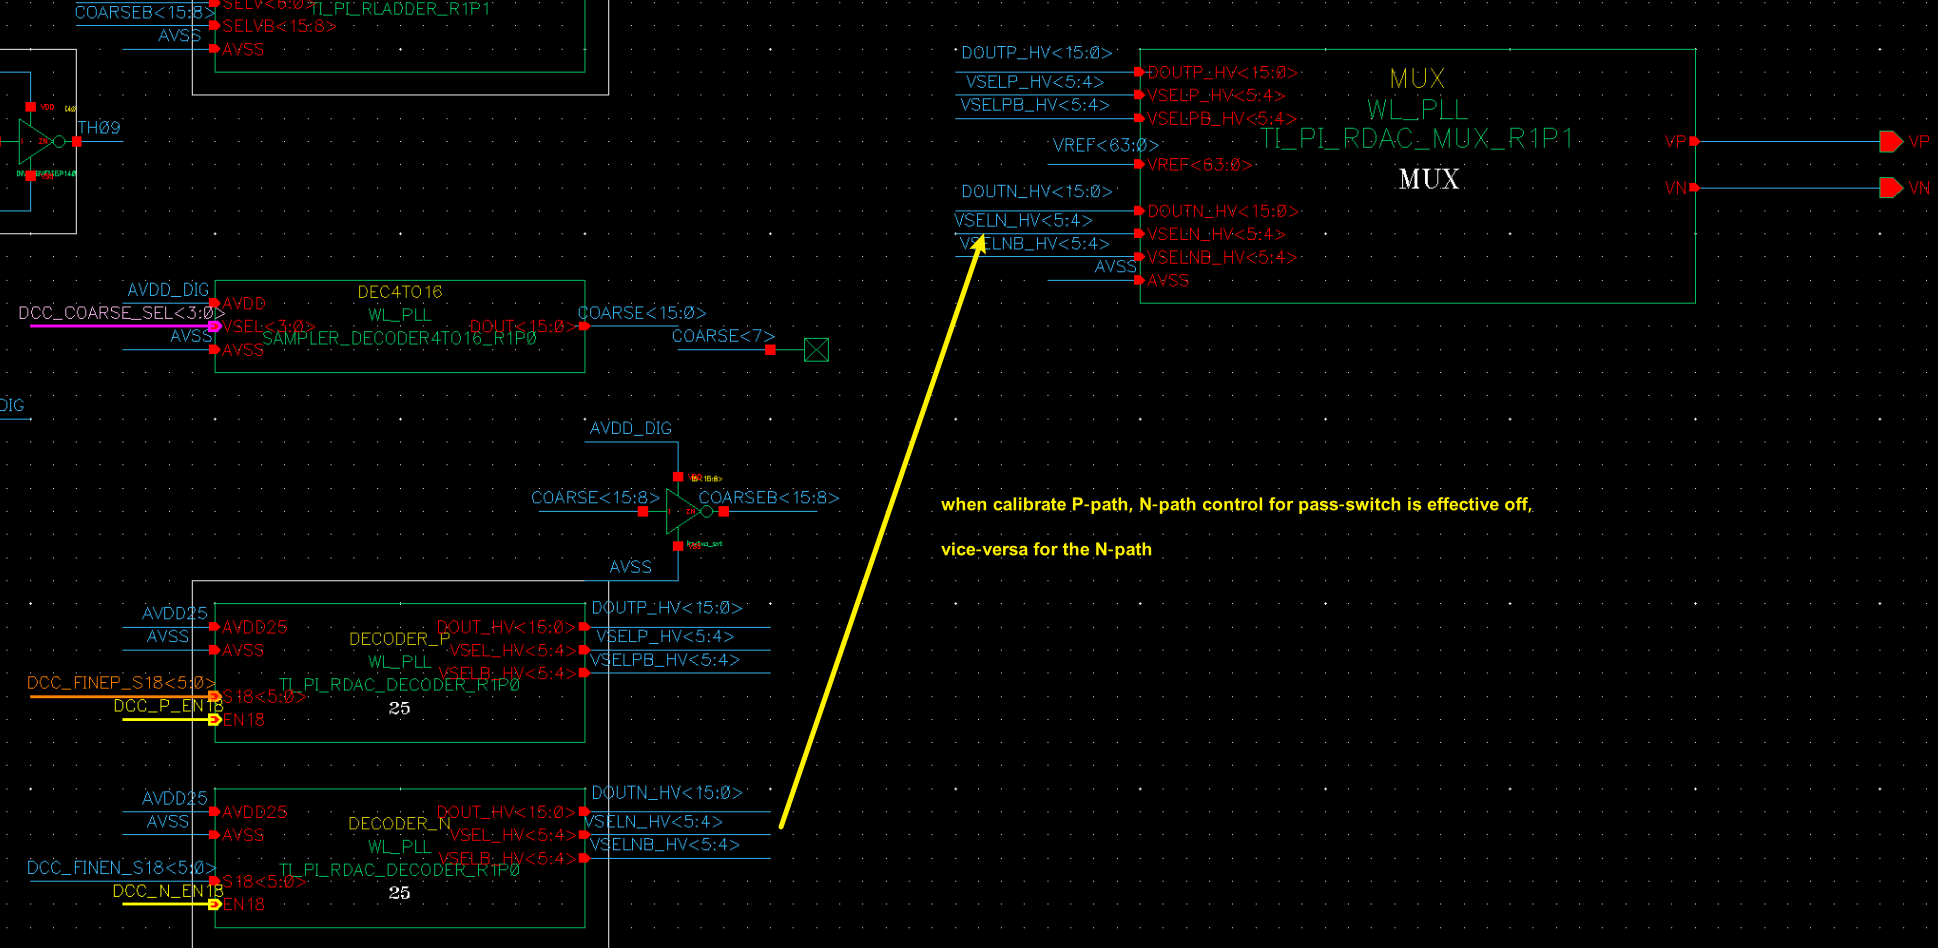 COARSEB<15:8>
SELV<6:0>
TI_PI_RLADDER_R1P1
SELVB<15:8>
AVSS
AVSS
VDD
TH09
I
ZN
DOUTP_HV<15:0>
DOUTP_HV<15:0>
VSELP_HV<5:4>
VSELP_HV<5:4>
VSELPB_HV<5:4>
VSELPB_HV<5:4>
VREF<63:0>
VREF<63:0>
DOUTN_HV<15:0>
DOUTN_HV<15:0>
VSELN_HV<5:4>
VSELN_HV<5:4>
VSELNB_HV<5:4>
VSELNB_HV<5:4>
AVSS
AVSS
MUX
WL_PLL
TI_PI_RDAC_MUX_R1P1
MUX
VP
VP
VN
VN
AVDD_DIG
AVDD
DCC_COARSE_SEL<3:0>
VSEL<3:0>
AVSS
AVSS
DEC4TO16
WL_PLL
SAMPLER_DECODER4TO16_R1P0
DOUT<15:0>
COARSE<15:0>
COARSE<7>
DIG
AVDD_DIG
COARSE<15:8>
I
ZN
COARSEB<15:8>
AVSS
when calibrate P-path, N-path control for pass-switch is effective off,
vice-versa for the N-path
AVDD25
AVDD25
AVSS
AVSS
DCC_FINEP_S18<5:0>
S18<5:0>
DCC_P_EN18
EN18
DECODER_P
WL_PLL
TI_PI_RDAC_DECODER_R1P0
25
DOUT_HV<15:0>
VSEL_HV<5:4>
VSELB_HV<5:4>
DOUTP_HV<15:0>
VSELP_HV<5:4>
VSELPB_HV<5:4>
AVDD25
AVDD25
AVSS
AVSS
DCC_FINEN_S18<5:0>
S18<5:0>
DCC_N_EN18
EN18
DECODER_N
WL_PLL
TI_PI_RDAC_DECODER_R1P0
25
DOUT_HV<15:0>
VSEL_HV<5:4>
VSELB_HV<5:4>
DOUTN_HV<15:0>
VSELN_HV<5:4>
VSELNB_HV<5:4>